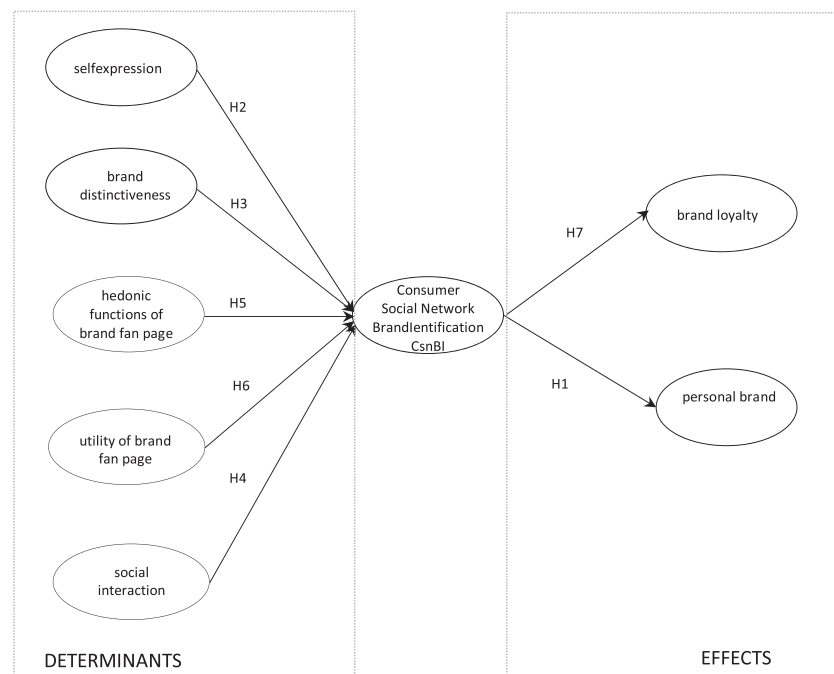 selfexpression
H2
brand
distinctiveness
H3
hedonic
functions of
brand fan page
H5
utility of brand
fan page
H6
social
interaction
H4
DETERMINANTS
Consumer
Social Network
BrandIentification
CsnBI
H7
brand loyalty
H1
personal brand
EFFECTS